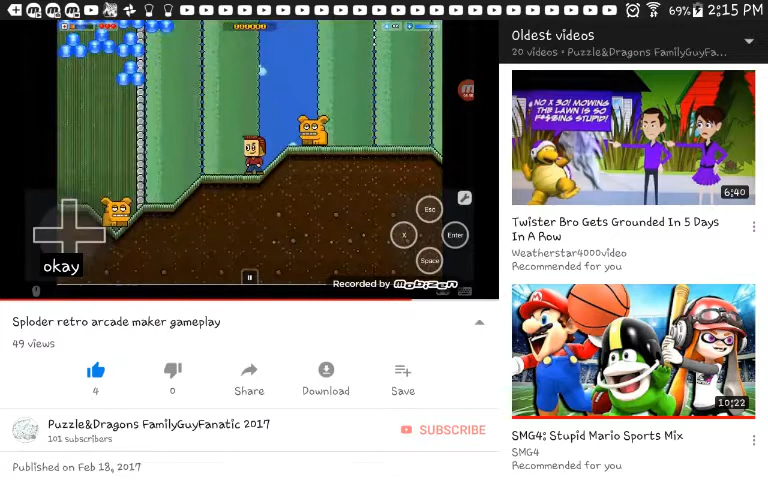 69% 2:15 PM
okay
Esc
X
Enter
Space
Recorded by mobizen
Sploder retro arcade maker gameplay
49 views
4
0
Share
Download
Save
Puzzle&Dragons FamilyGuyFanatic 2017
101 subscribers
SUBSCRIBE
Published on Feb 18, 2017
Oldest videos
20 videos • Puzzle&Dragons FamilyGuyFa...
NO X 30! MOWING
THE LAWN IS SO
F*$%ING STUPID!
6:40
Twister Bro Gets Grounded In 5 Days
In A Row
Weatherstar4000video
Recommended for you
10:22
SMG4: Stupid Mario Sports Mix
SMG4
Recommended for you